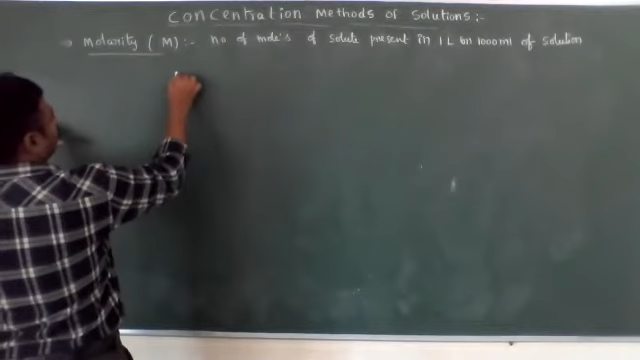 Concentration Methods of Solutions:-
⇒ Molarity (M):- no of mole's of solute present in 1 L or 1000ml of solution